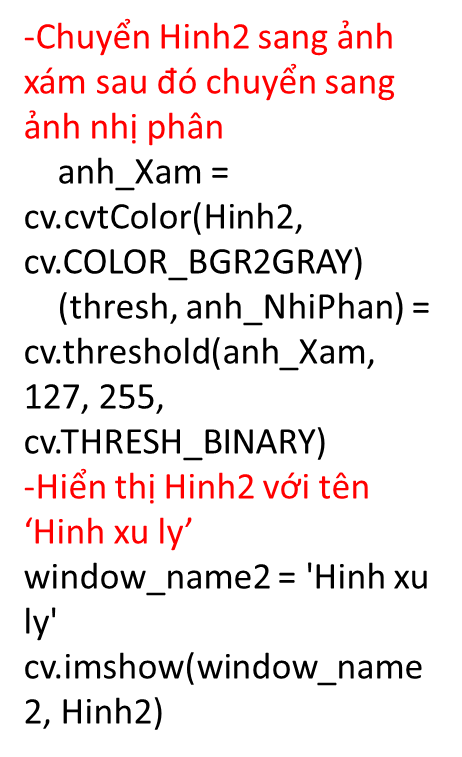 -Chuyển Hinh2 sang ảnh
xám sau đó chuyển sang
ảnh nhị phân
anh_Xam =
cv.cvtColor(Hinh2,
cv.COLOR_BGR2GRAY)
(thresh, anh_NhiPhan) =
cv.threshold(anh_Xam,
127, 255,
cv.THRESH_BINARY)
-Hiển thị Hinh2 với tên
‘Hinh xu ly’
window_name2 = 'Hinh xu
ly'
cv.imshow(window_name
2, Hinh2)